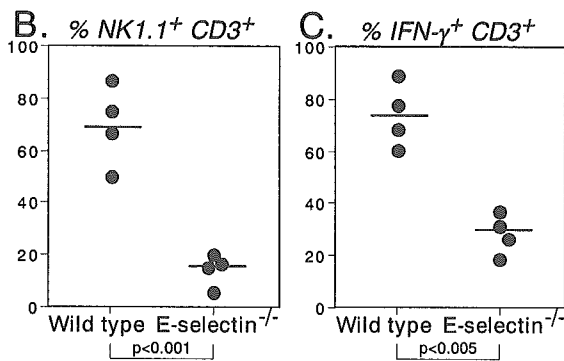 B. % NK1.1⁺ CD3⁺
100
80
60
40
20
0
Wild type E-selectin⁻/⁻
p<0.001
C. % IFN-γ⁺ CD3⁺
100
80
60
40
20
0
Wild type E-selectin⁻/⁻
p<0.005